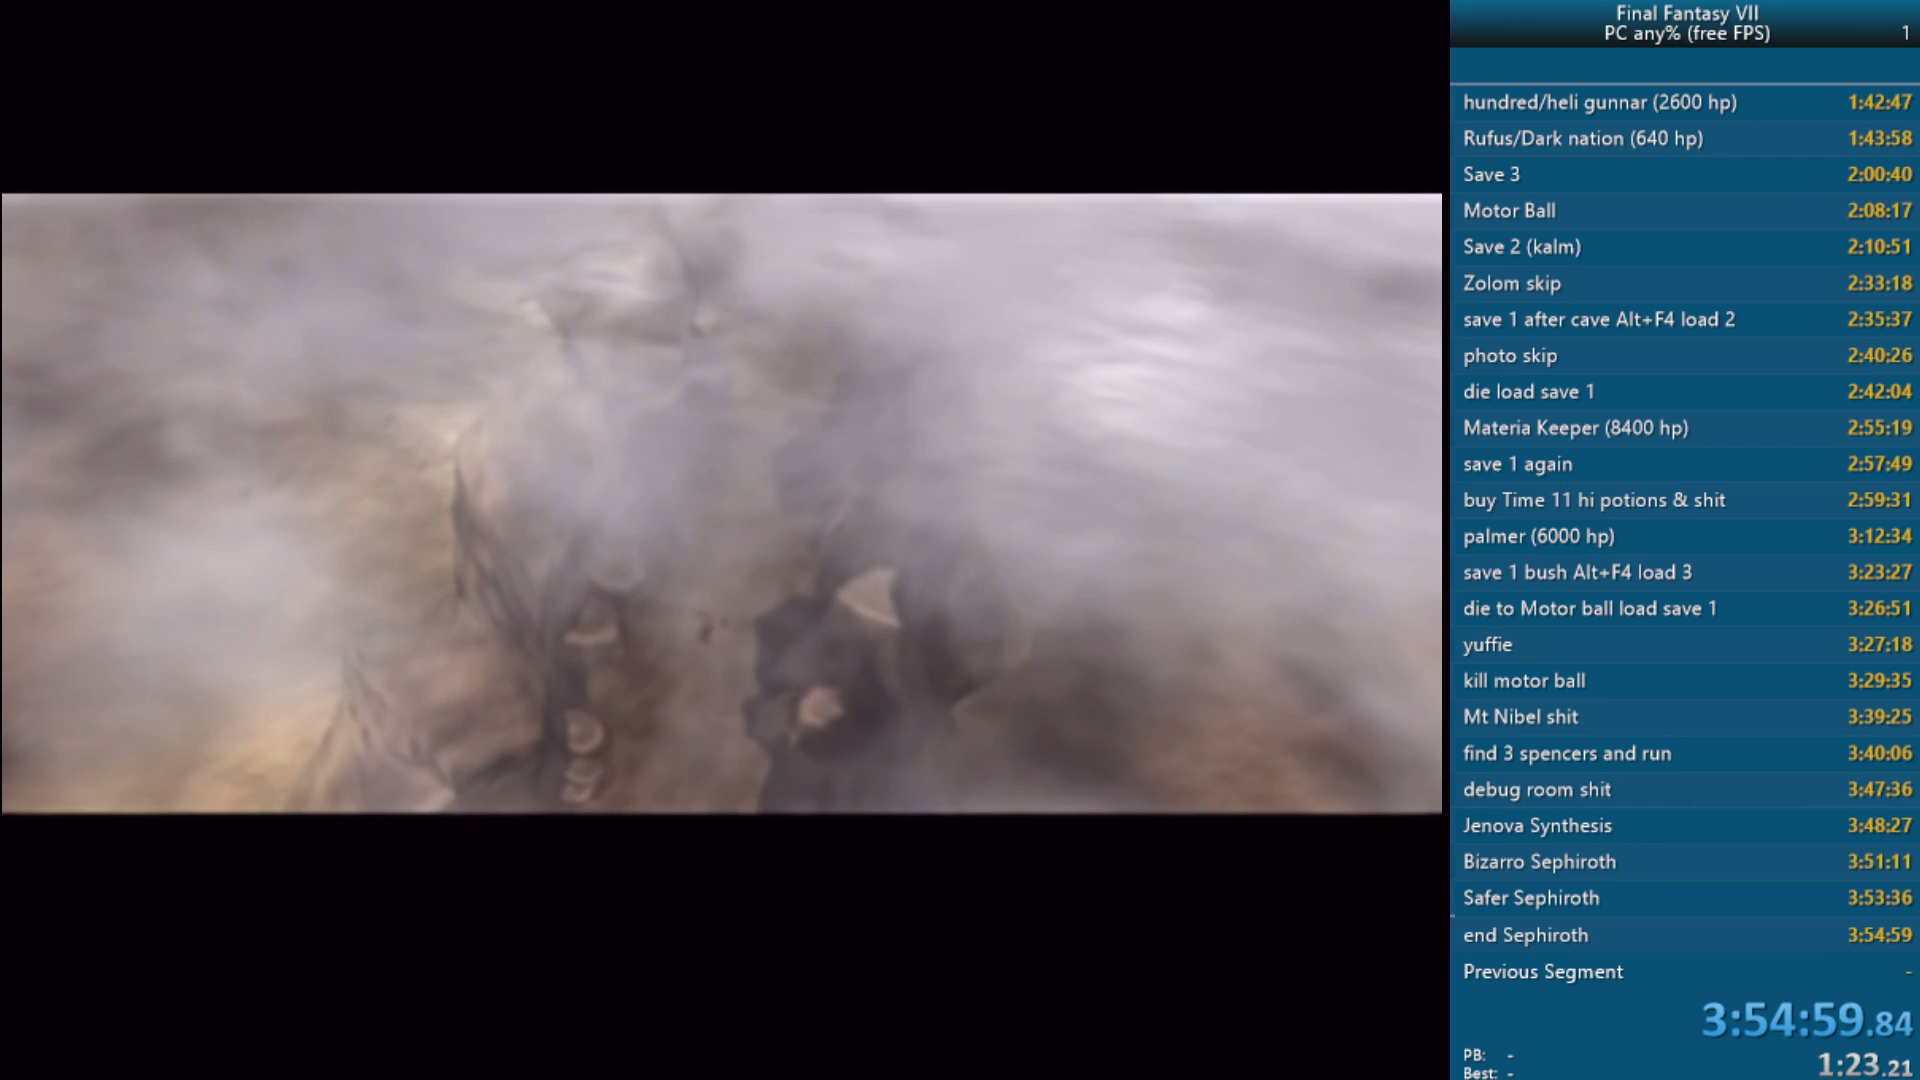 Final Fantasy VII
PC any% (free FPS) 1
hundred/heli gunnar (2600 hp) 1:42:47
Rufus/Dark nation (640 hp) 1:43:58
Save 3 2:00:40
Motor Ball 2:08:17
Save 2 (kalm) 2:10:51
Zolom skip 2:33:18
save 1 after cave Alt+F4 load 2 2:35:37
photo skip 2:40:26
die load save 1 2:42:04
Materia Keeper (8400 hp) 2:55:19
save 1 again 2:57:49
buy Time 11 hi potions & shit 2:59:31
palmer (6000 hp) 3:12:34
save 1 bush Alt+F4 load 3 3:23:27
die to Motor ball load save 1 3:26:51
yuffie 3:27:18
kill motor ball 3:29:35
Mt Nibel shit 3:39:25
find 3 spencers and run 3:40:06
debug room shit 3:47:36
Jenova Synthesis 3:48:27
Bizarro Sephiroth 3:51:11
Safer Sephiroth 3:53:36
end Sephiroth 3:54:59
Previous Segment -
3:54:59.84
PB: -
Best: - 1:23.21